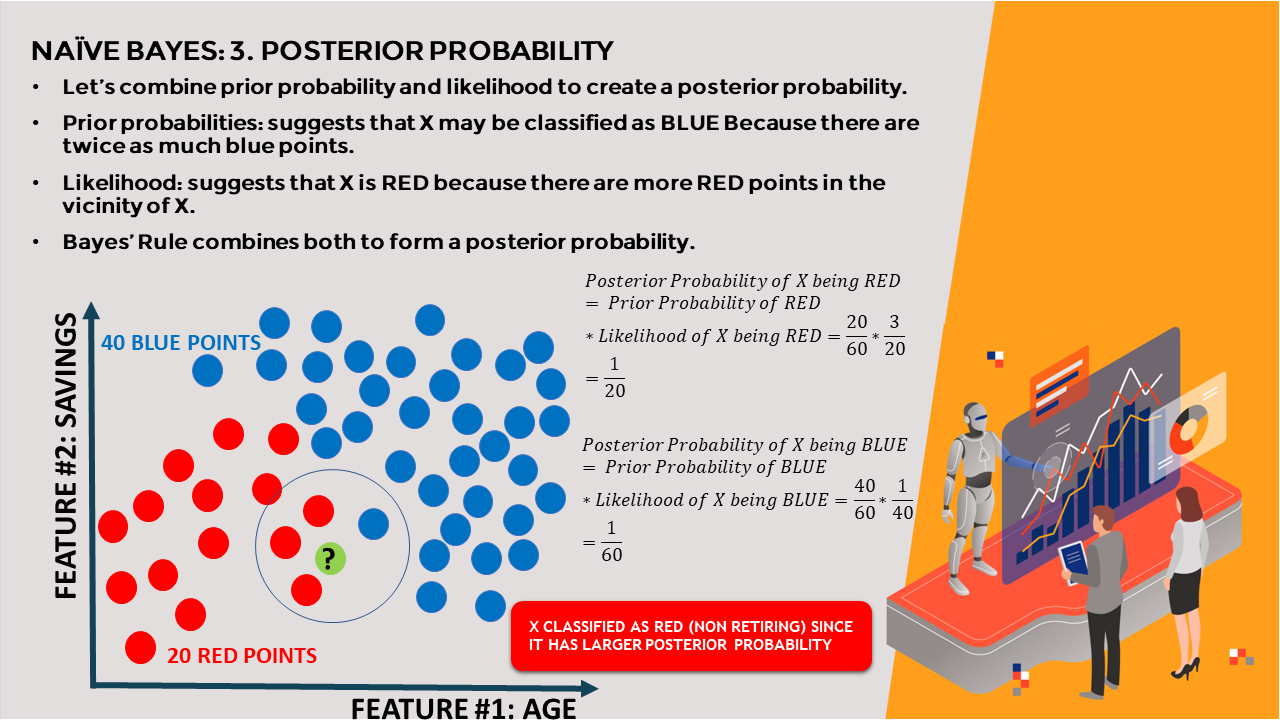 NAÏVE BAYES: 3. POSTERIOR PROBABILITY
• Let's combine prior probability and likelihood to create a posterior probability.
• Prior probabilities: suggests that X may be classified as BLUE Because there are
twice as much blue points.
• Likelihood: suggests that X is RED because there are more RED points in the
vicinity of X.
• Bayes' Rule combines both to form a posterior probability.
Posterior Probability of X being RED
= Prior Probability of RED
∗ Likelihood of X being RED = 20/60 ∗ 3/20
= 1/20
Posterior Probability of X being BLUE
= Prior Probability of BLUE
∗ Likelihood of X being BLUE = 40/60 ∗ 1/40
= 1/60
FEATURE #2: SAVINGS
40 BLUE POINTS
?
20 RED POINTS
FEATURE #1: AGE
X CLASSIFIED AS RED (NON RETIRING) SINCE
IT HAS LARGER POSTERIOR PROBABILITY